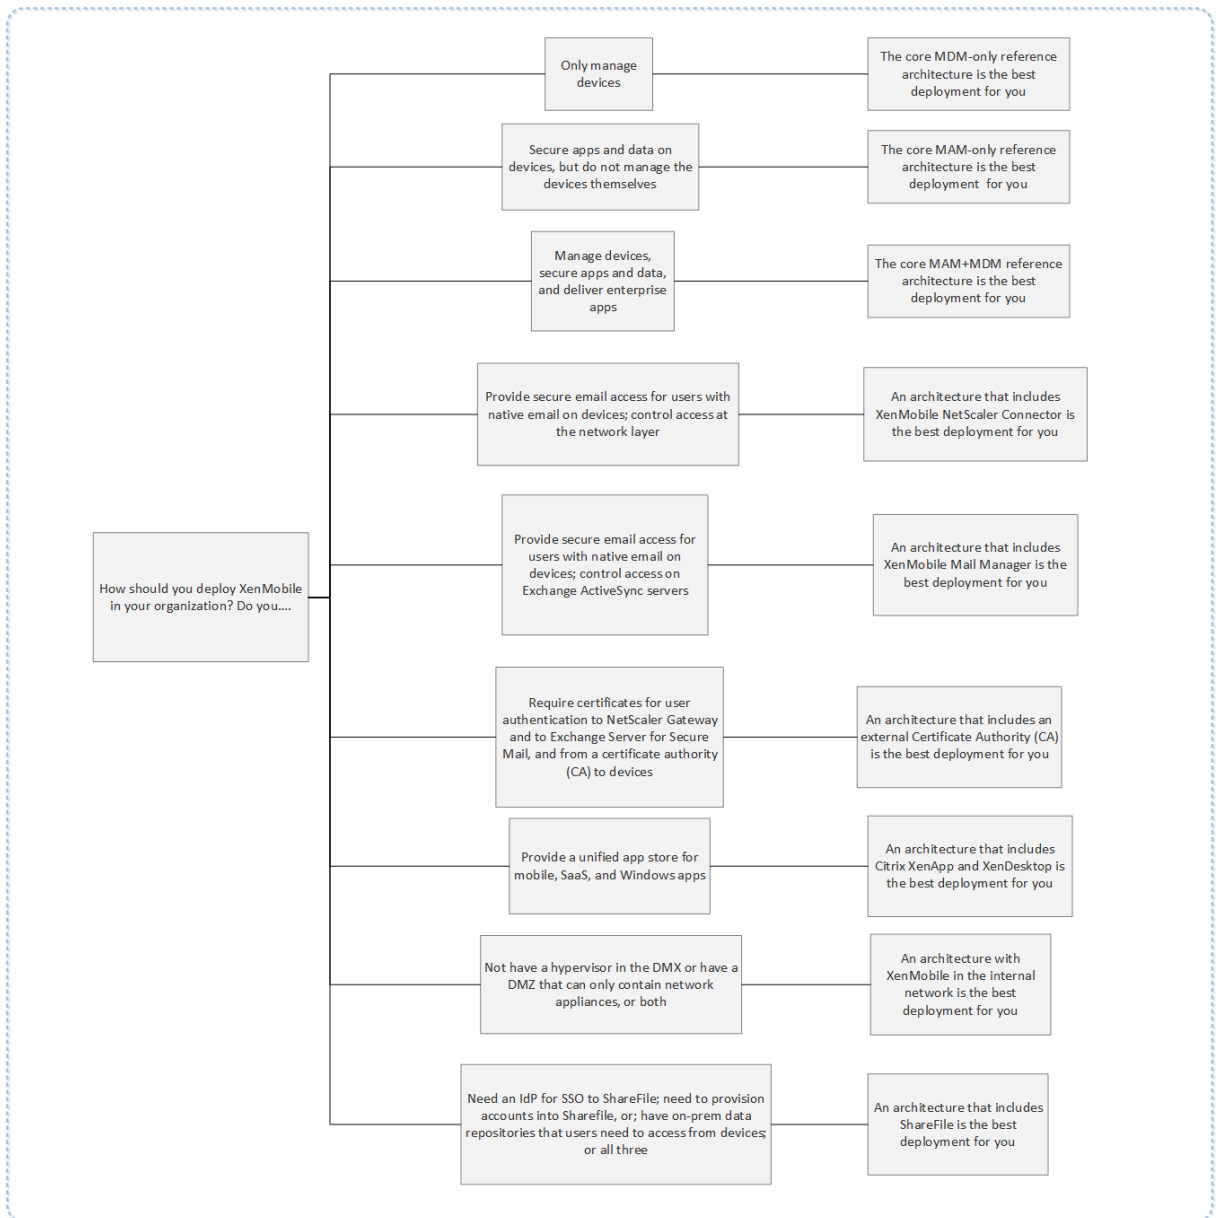 Only manage
devices
The core MDM-only reference
architecture is the best
deployment for you
Secure apps and data on
devices, but do not manage the
devices themselves
The core MAM-only reference
architecture is the best
deployment  for you
Manage devices,
secure apps and data,
and deliver enterprise
apps
The core MAM+MDM reference
architecture is the best
deployment for you
Provide secure email access for users with
native email on devices; control access at
the network layer
An architecture that includes
XenMobile NetScaler Connector is
the best deployment for you
Provide secure email access for
users with native email on
devices; control access on
Exchange ActiveSync servers
An architecture that includes
XenMobile Mail Manager is the
best deployment for you
How should you deploy XenMobile
in your organization? Do you....
Require certificates for user
authentication to NetScaler Gateway
and to Exchange Server for Secure
Mail, and from a certificate authority
(CA) to devices
An architecture that includes an
external Certificate Authority (CA)
is the best deployment for you
Provide a unified app store for
mobile, SaaS, and Windows apps
An architecture that includes
Citrix XenApp and XenDesktop is
the best deployment for you
Not have a hypervisor in the DMX or have a
DMZ that can only contain network
appliances, or both
An architecture with
XenMobile in the internal
network is the best
deployment for you
Need an IdP for SSO to ShareFile; need to provision
accounts into Sharefile, or; have on-prem data
repositories that users need to access from devices;
or all three
An architecture that includes
ShareFile is the best
deployment for you